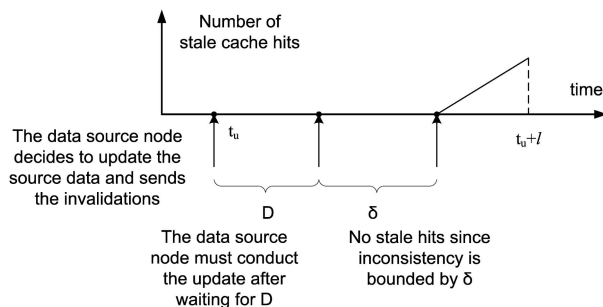 Number of
stale cache hits
time
t_u
t_u+l
The data source node
decides to update the
source data and sends
the invalidations
D
δ
The data source
node must conduct
the update after
waiting for D
No stale hits since
inconsistency is
bounded by δ